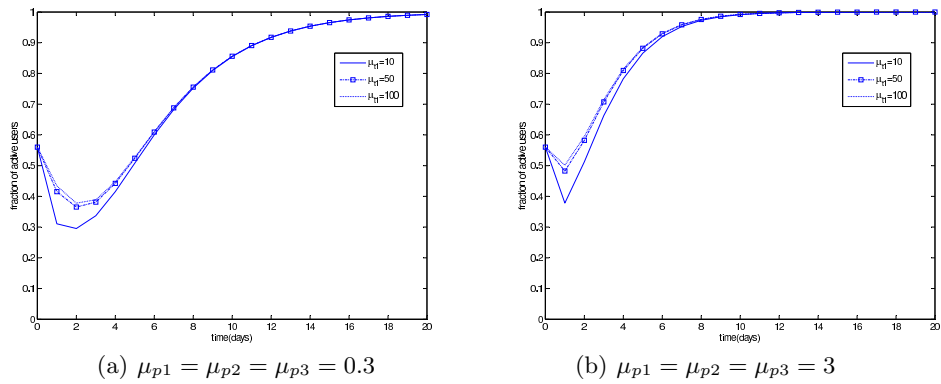 1
0.9
0.8
0.7
0.6
0.5
0.4
0.3
0.2
0.1
0
fraction of active users
0 2 4 6 8 10 12 14 16 18 20
time(days)
μt1=10
μt1=50
μt1=100
(a) μp1 = μp2 = μp3 = 0.3
1
0.9
0.8
0.7
0.6
0.5
0.4
0.3
0.2
0.1
0
fraction of active users
0 2 4 6 8 10 12 14 16 18 20
time(days)
μt1=10
μt1=50
μt1=100
(b) μp1 = μp2 = μp3 = 3